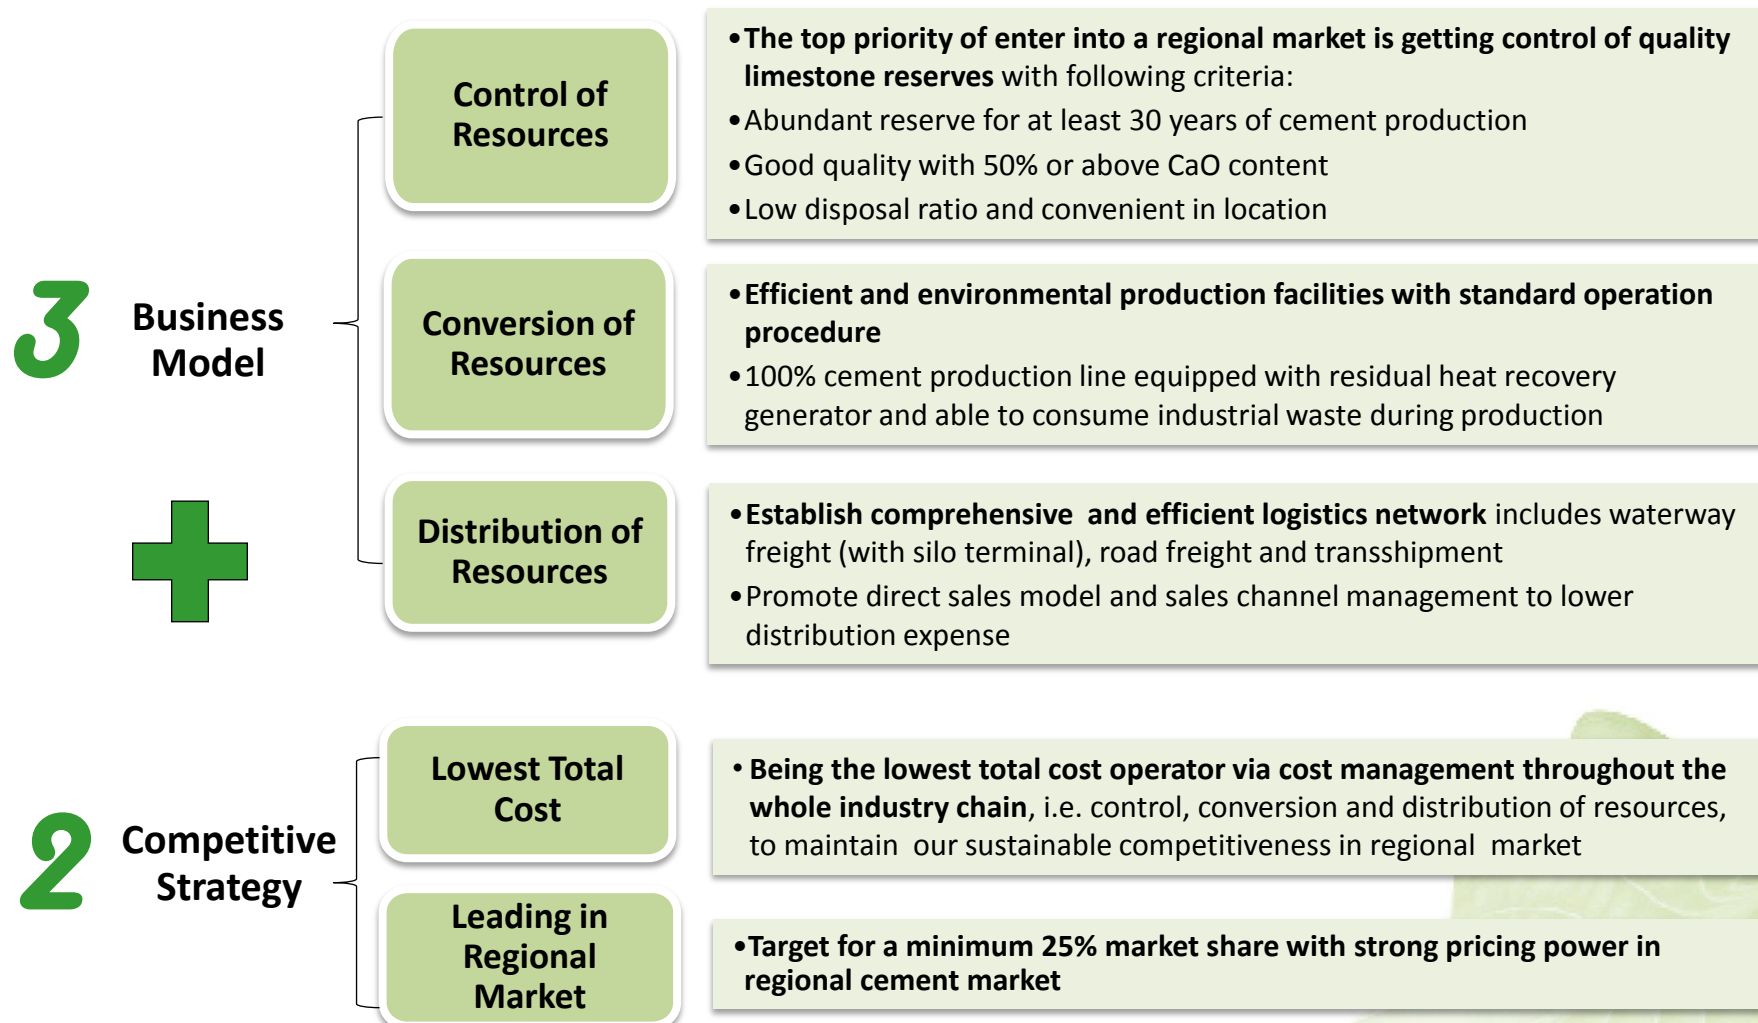 3
Business
Model
Control of
Resources
•The top priority of enter into a regional market is getting control of quality
limestone reserves with following criteria:
•Abundant reserve for at least 30 years of cement production
•Good quality with 50% or above CaO content
•Low disposal ratio and convenient in location
Conversion of
Resources
•Efficient and environmental production facilities with standard operation
procedure
•100% cement production line equipped with residual heat recovery
generator and able to consume industrial waste during production
Distribution of
Resources
•Establish comprehensive and efficient logistics network includes waterway
freight (with silo terminal), road freight and transshipment
•Promote direct sales model and sales channel management to lower
distribution expense
2
Competitive
Strategy
Lowest Total
Cost
• Being the lowest total cost operator via cost management throughout the
whole industry chain, i.e. control, conversion and distribution of resources,
to maintain our sustainable competitiveness in regional market
Leading in
Regional
Market
•Target for a minimum 25% market share with strong pricing power in
regional cement market